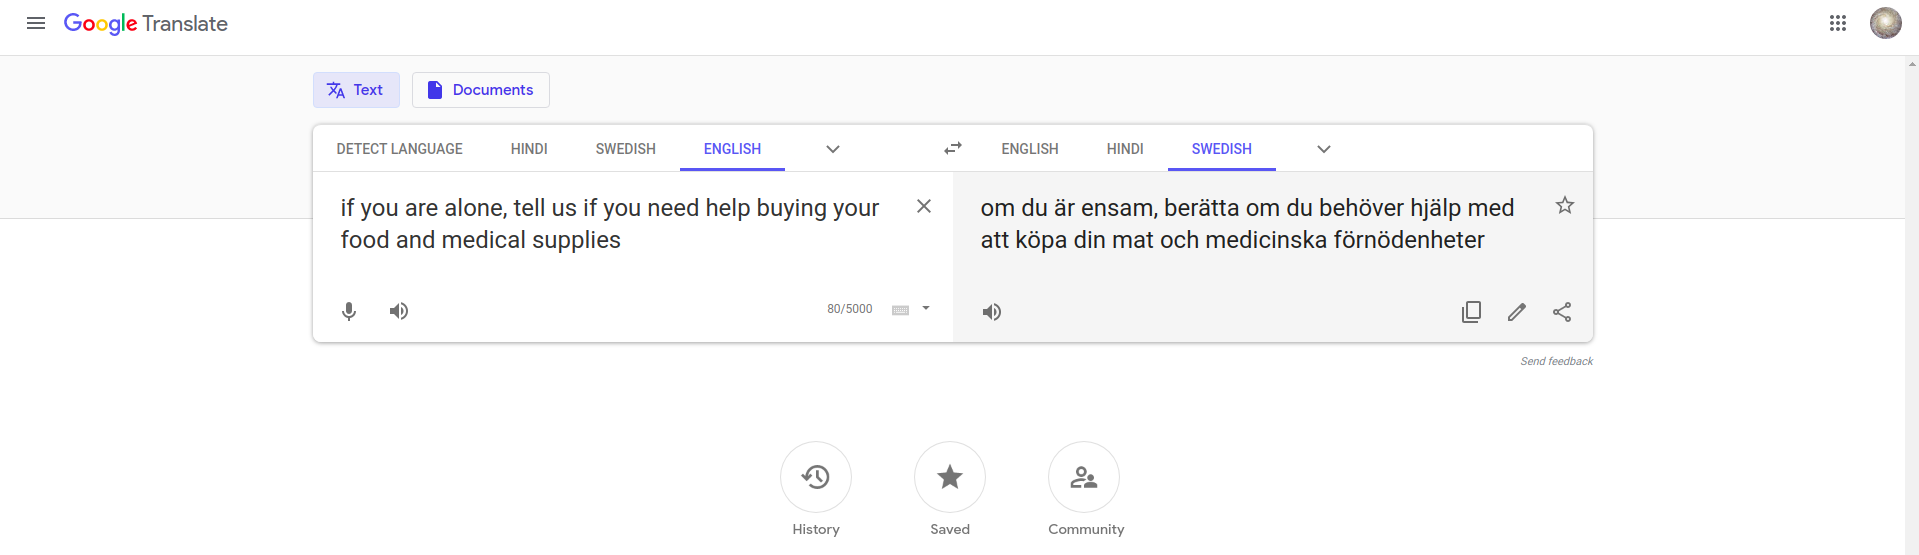 Google Translate
Text
Documents
DETECT LANGUAGE HINDI SWEDISH ENGLISH
ENGLISH HINDI SWEDISH
if you are alone, tell us if you need help buying your
food and medical supplies
80/5000
om du är ensam, berätta om du behöver hjälp med
att köpa din mat och medicinska förnödenheter
Send feedback
History
Saved
Community